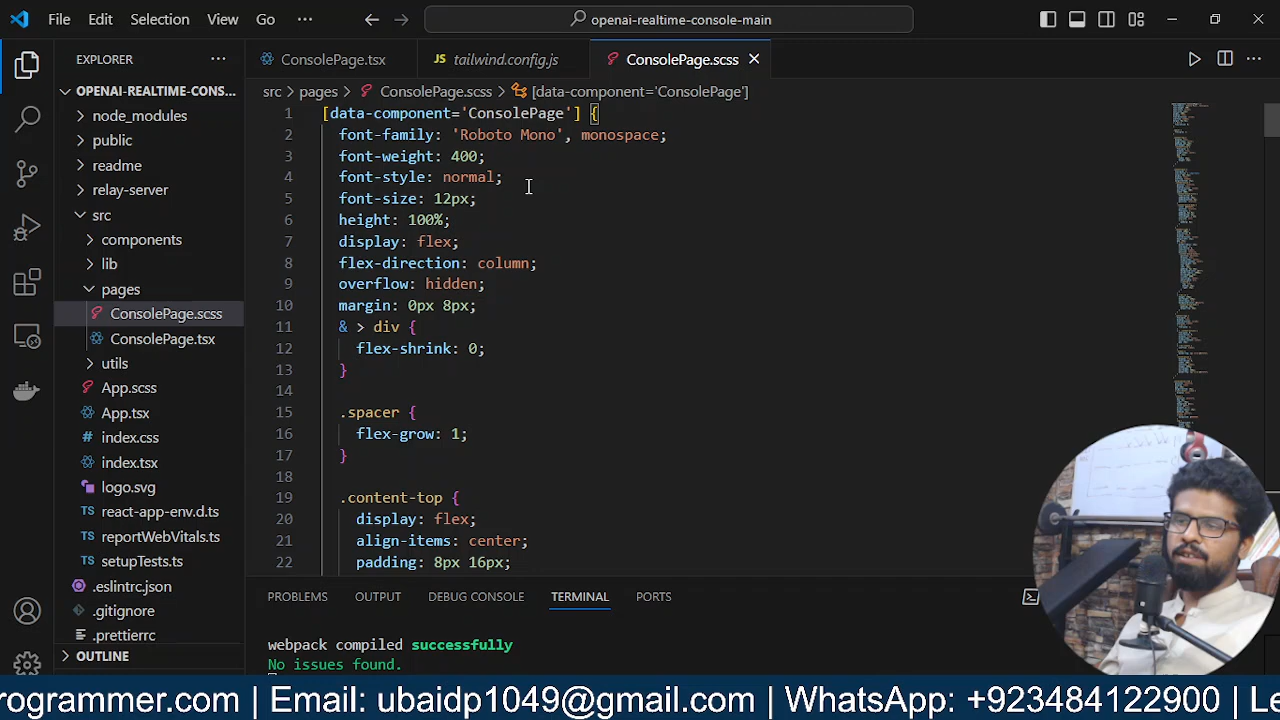 File Edit Selection View Go ··· openai-realtime-console-main
EXPLORER ···
OPENAI-REALTIME-CONS...
node_modules
public
readme
relay-server
src
components
lib
pages
ConsolePage.scss
ConsolePage.tsx
utils
App.scss
App.tsx
index.css
index.tsx
logo.svg
react-app-env.d.ts
reportWebVitals.ts
setupTests.ts
.eslintrc.json
.gitignore
.prettierrc
OUTLINE
ConsolePage.tsx JS tailwind.config.js ConsolePage.scss
src > pages > ConsolePage.scss > [data-component='ConsolePage']
1 [data-component='ConsolePage'] {
2 font-family: 'Roboto Mono', monospace;
3 font-weight: 400;
4 font-style: normal;
5 font-size: 12px;
6 height: 100%;
7 display: flex;
8 flex-direction: column;
9 overflow: hidden;
10 margin: 0px 8px;
11 & > div {
12 flex-shrink: 0;
13 }
14
15 .spacer {
16 flex-grow: 1;
17 }
18
19 .content-top {
20 display: flex;
21 align-items: center;
22 padding: 8px 16px;
PROBLEMS OUTPUT DEBUG CONSOLE TERMINAL PORTS
webpack compiled successfully
No issues found.
rogrammer.com | Email: ubaidp1049@gmail.com | WhatsApp: +923484122900 | Le